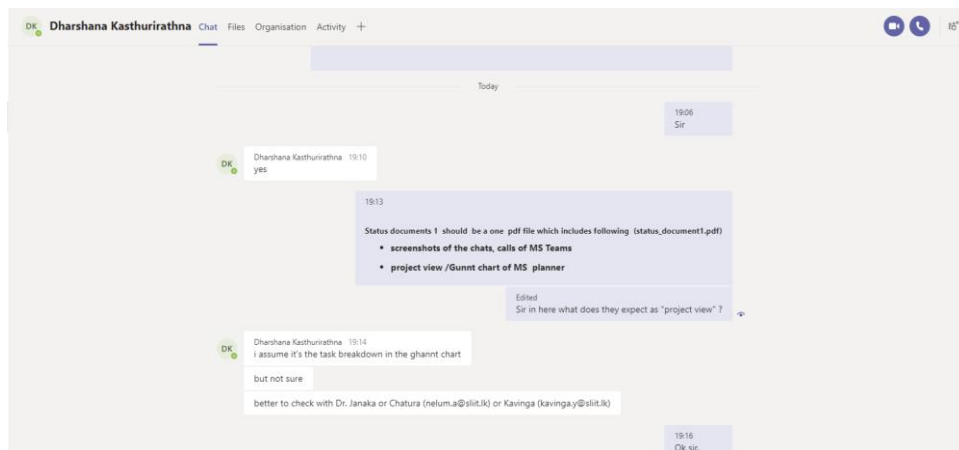 DK Dharshana Kasthurirathna Chat Files Organisation Activity +
Today
19:06
Sir
DK
Dharshana Kasthurirathna 19:10
yes
19:13
Status documents 1 should be a one pdf file which includes following (status_document1.pdf)
• screenshots of the chats, calls of MS Teams
• project view /Gunnt chart of MS planner
Edited
Sir in here what does they expect as "project view" ?
DK
Dharshana Kasthurirathna 19:14
i assume it's the task breakdown in the ghannt chart
but not sure
better to check with Dr. Janaka or Chatura (nelum.a@sliit.lk) or Kavinga (kavinga.y@sliit.lk)
19:16
Ok sir